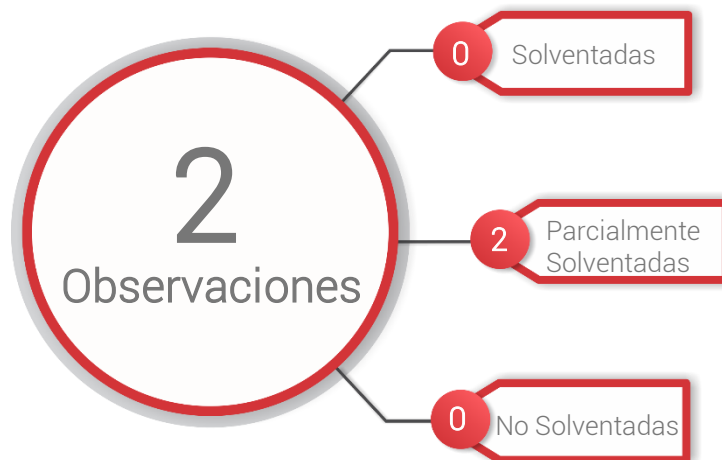 2
Observaciones
0
Solventadas
2
Parcialmente
Solventadas
0
No Solventadas